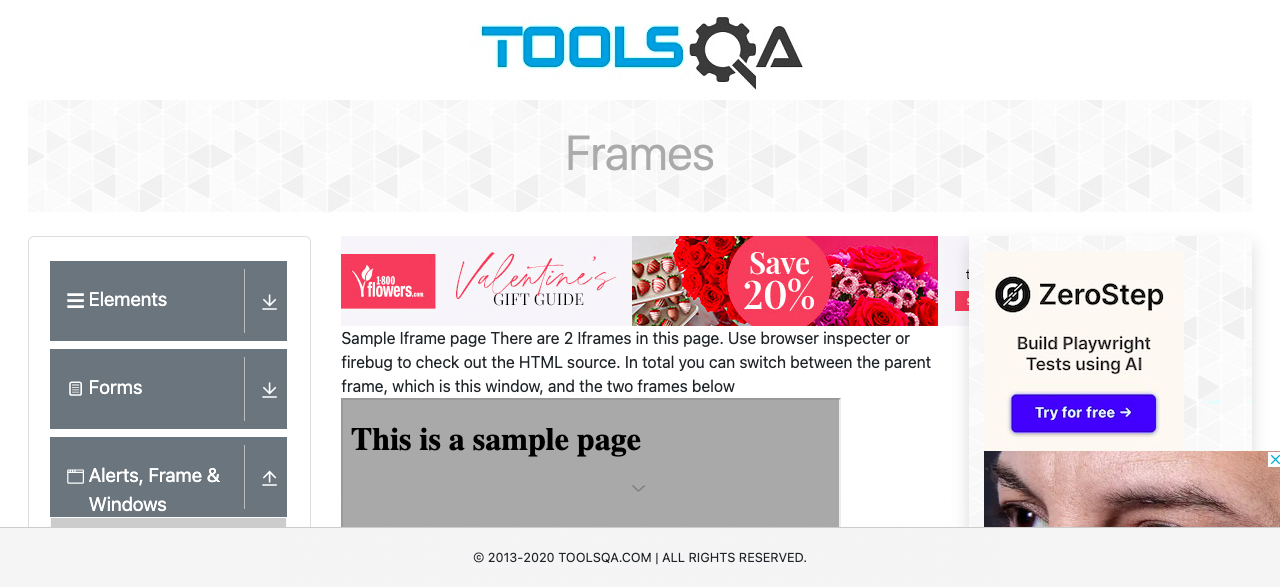 TOOLSQA
Frames
Elements
Forms
Alerts, Frame &
Windows
1-800
flowers.com
Valentine's
GIFT GUIDE
Save
20%
Sample Iframe page There are 2 Iframes in this page. Use browser inspector or
firebug to check out the HTML source. In total you can switch between the parent
frame, which is this window, and the two frames below
This is a sample page
ZeroStep
Build Playwright
Tests using AI
Try for free →
© 2013-2020 TOOLSQA.COM | ALL RIGHTS RESERVED.